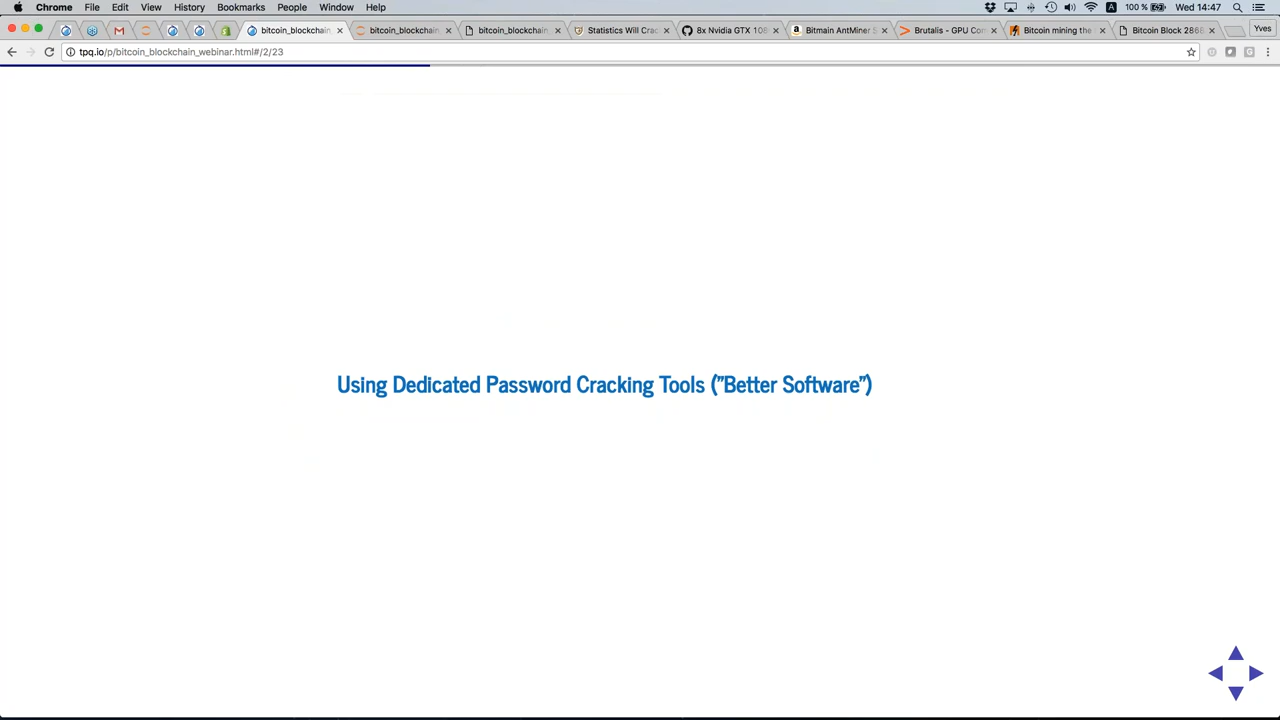 Chrome File Edit View History Bookmarks People Window Help 100 % Wed 14:47
bitcoin_blockchain bitcoin_blockchain bitcoin_blockchain Statistics Will Crac 8x Nvidia GTX 108 Bitmain AntMiner S Brutalis - GPU Com Bitcoin mining the Bitcoin Block 2868 Yves
tpq.io/p/bitcoin_blockchain_webinar.html#/2/23
Using Dedicated Password Cracking Tools ("Better Software")